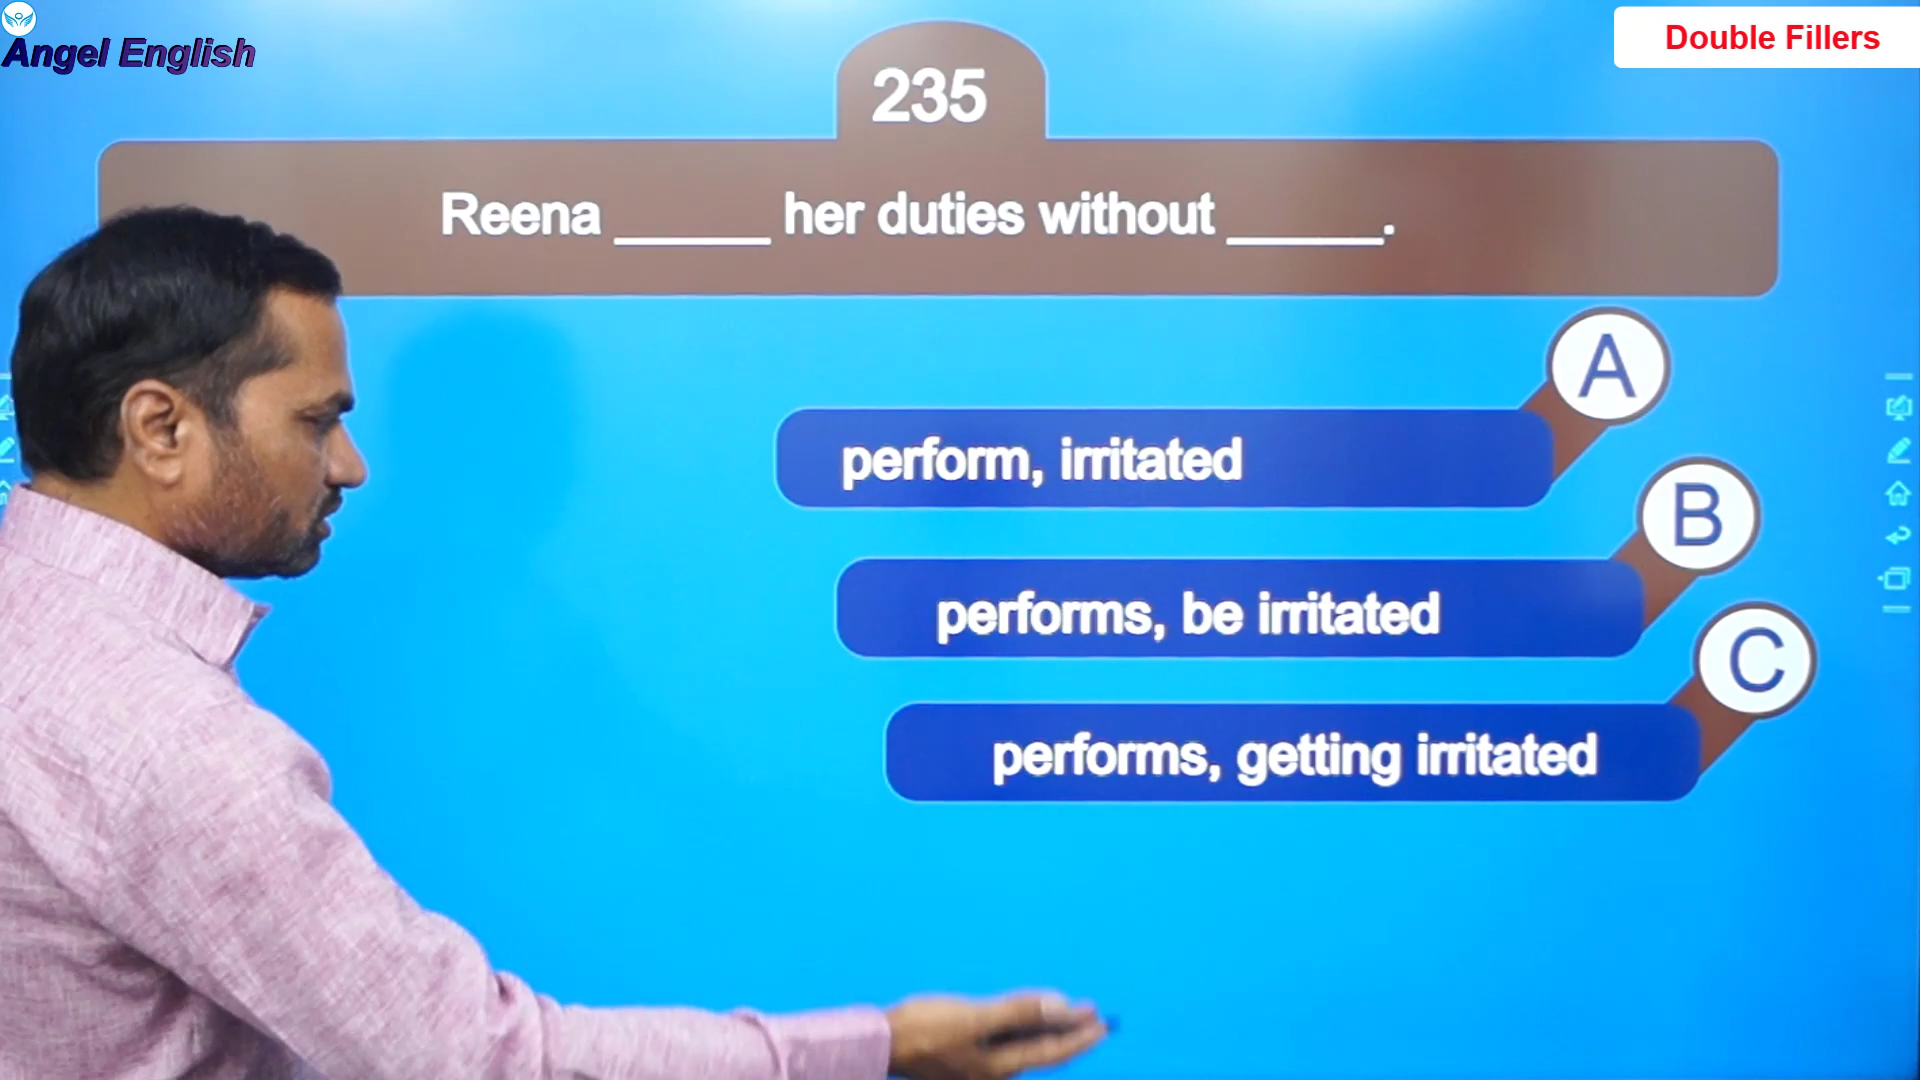 Angel English
Double Fillers
235
Reena _____ her duties without _____.
A
perform, irritated
B
performs, be irritated
C
performs, getting irritated